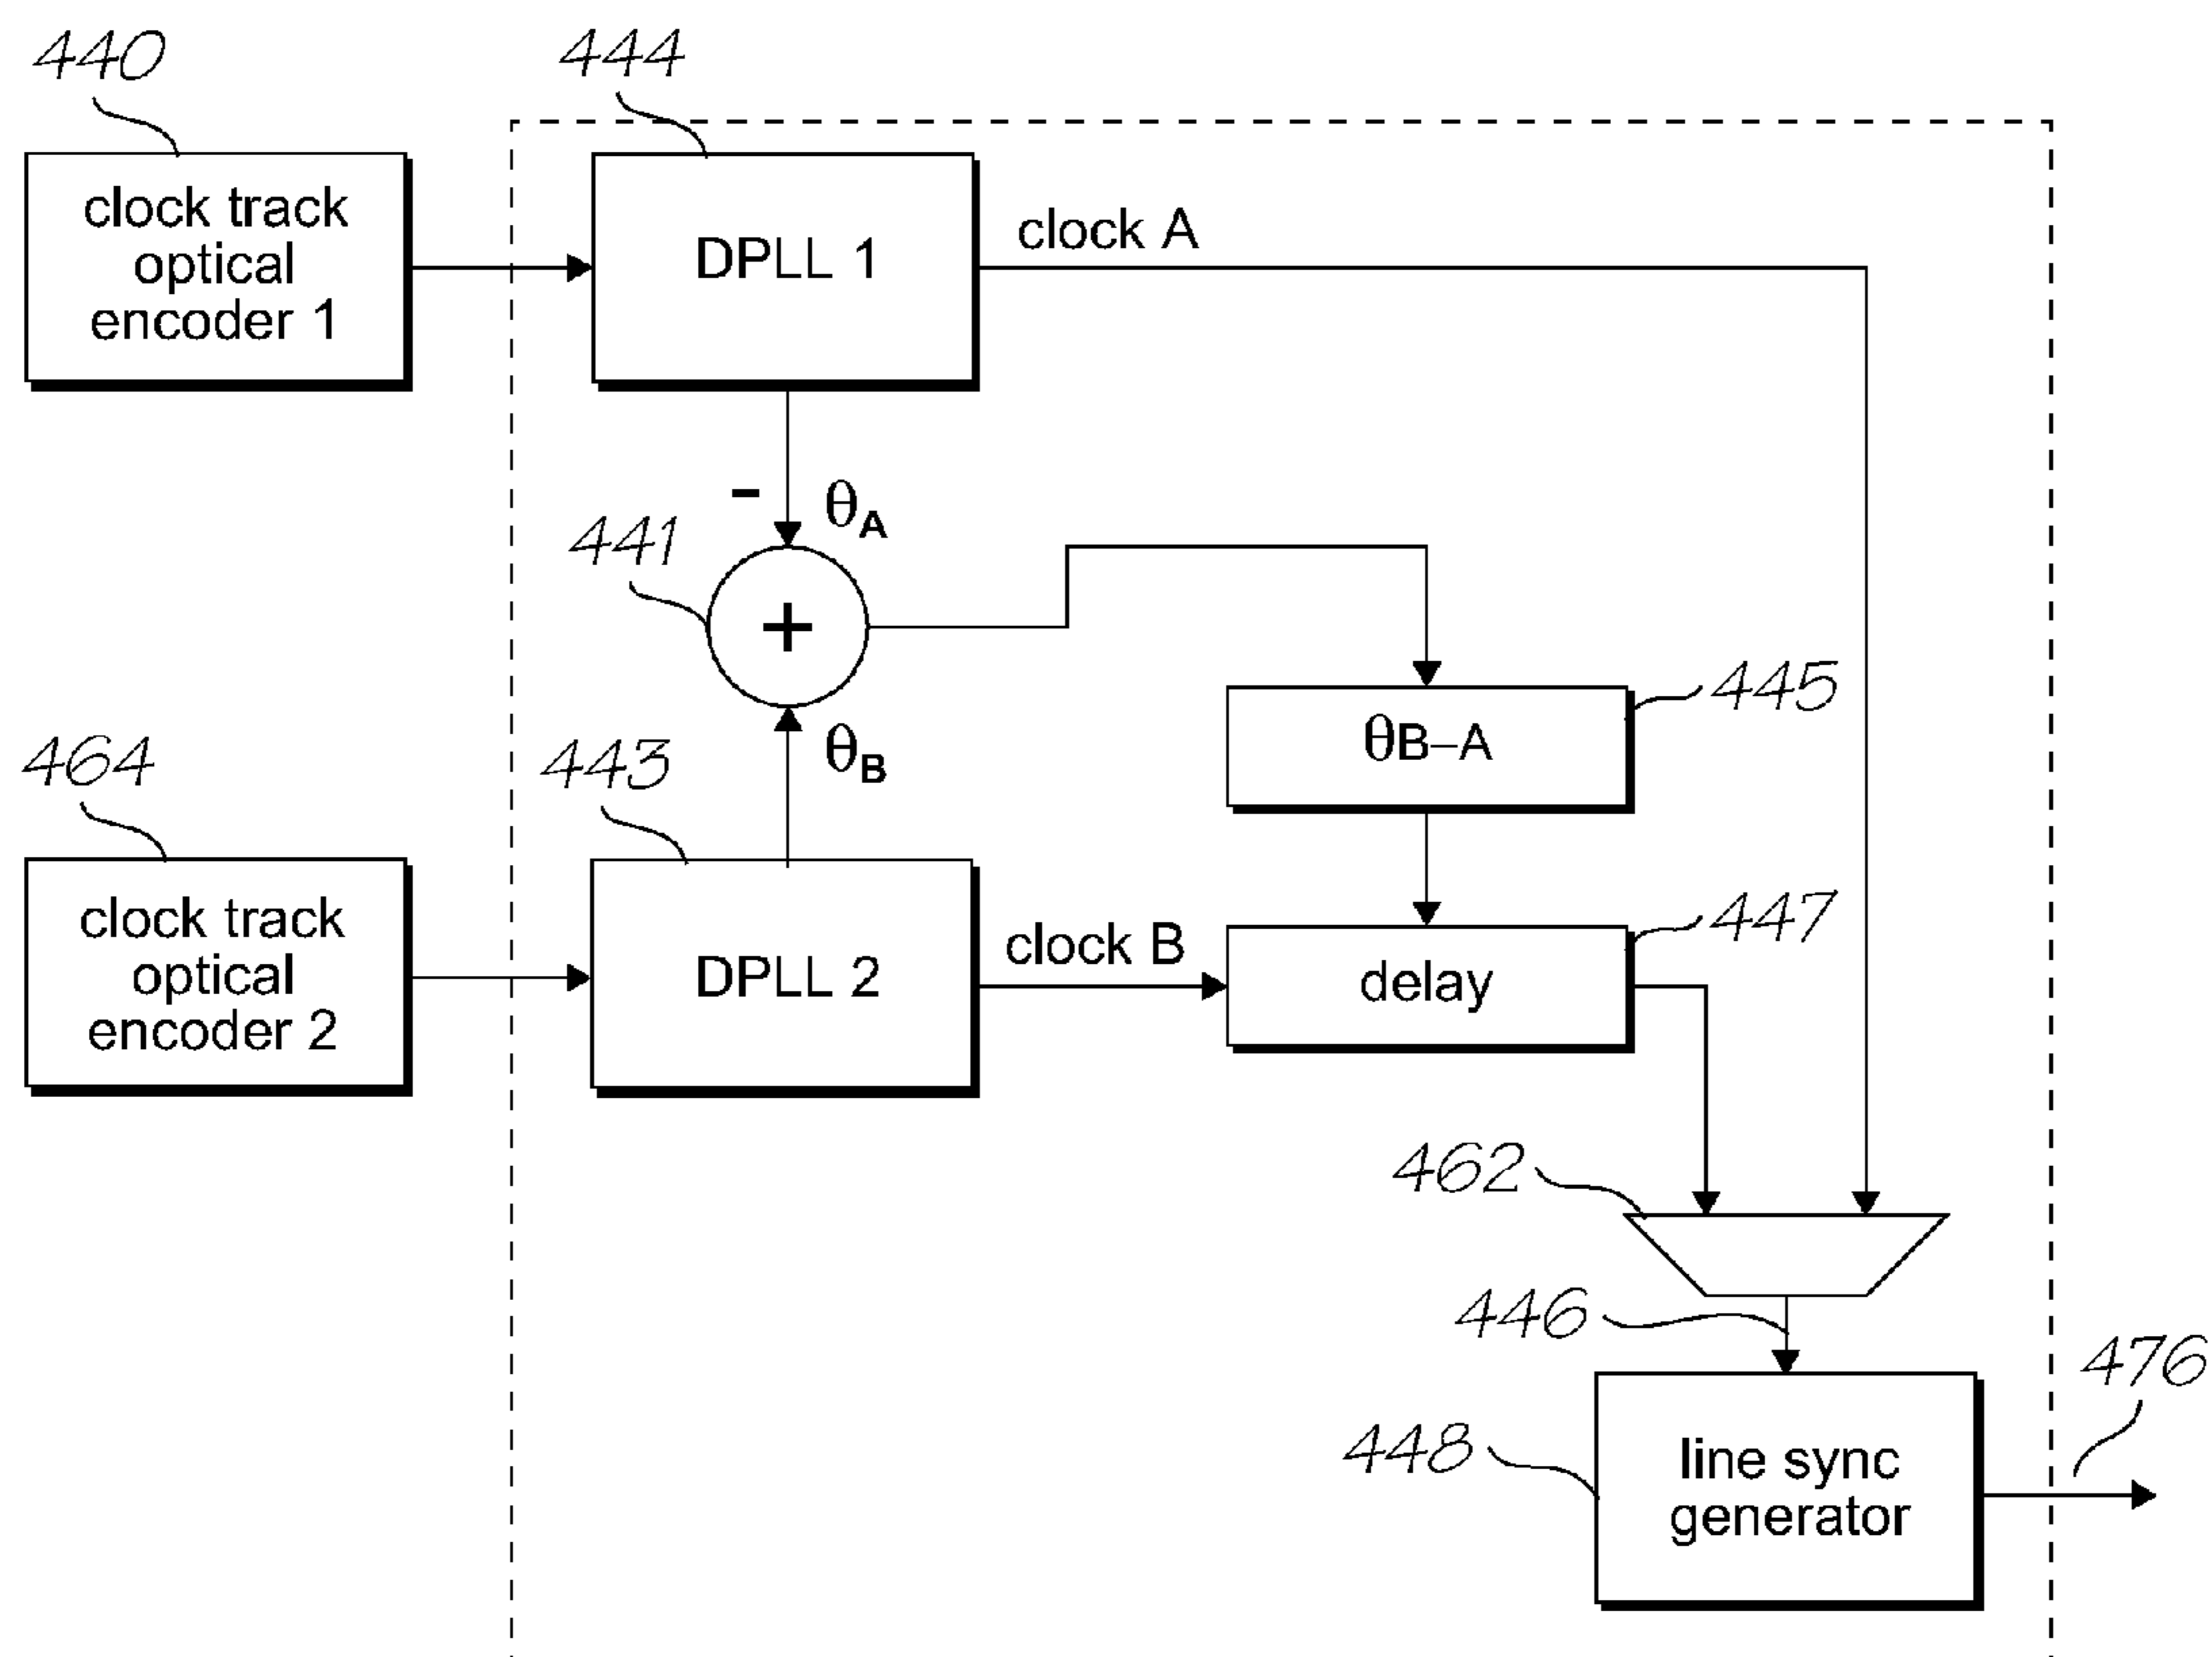 440
444
clock track
optical
encoder 1
DPLL 1
clock A
-
θA
441
+
445
θB–A
464
443
θB
447
clock track
optical
encoder 2
DPLL 2
clock B
delay
462
446
476
448
line sync
generator